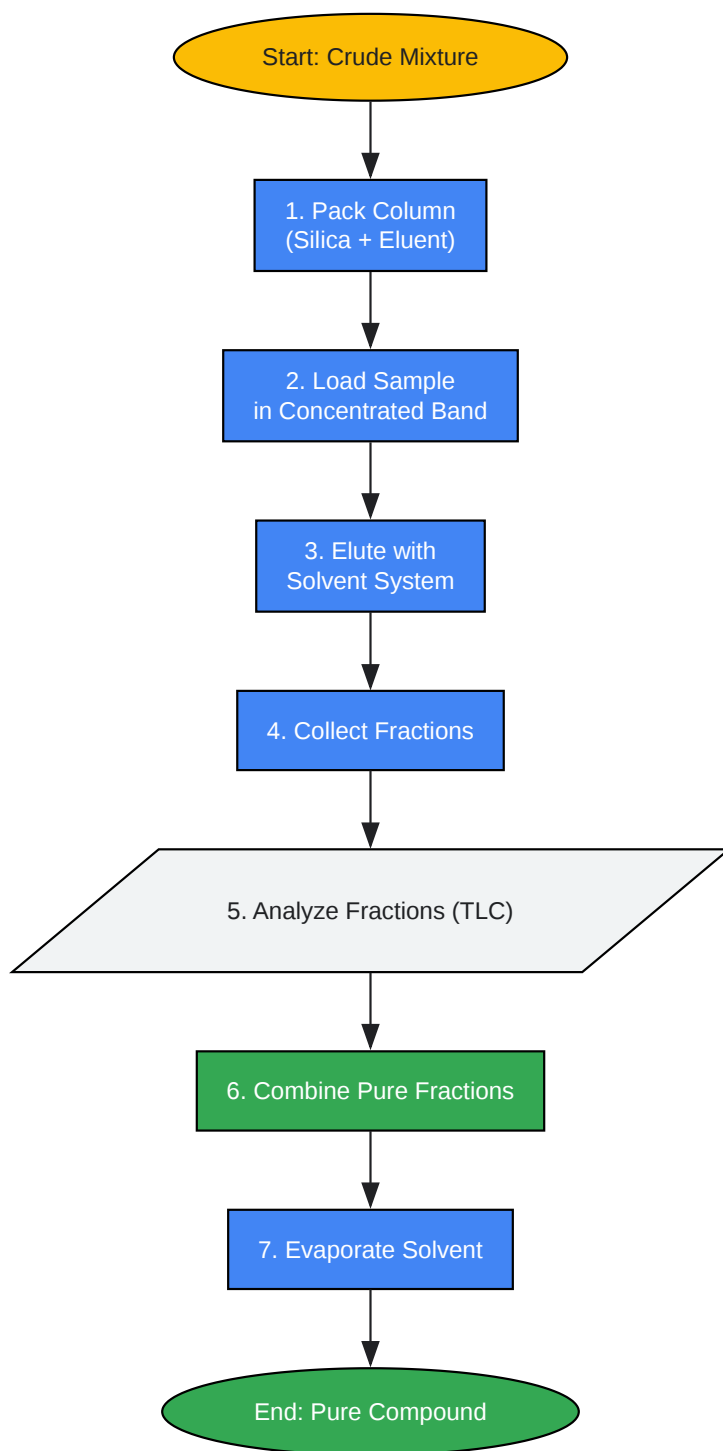 Start: Crude Mixture
1. Pack Column
(Silica + Eluent)
2. Load Sample
in Concentrated Band
3. Elute with
Solvent System
4. Collect Fractions
5. Analyze Fractions (TLC)
6. Combine Pure Fractions
7. Evaporate Solvent
End: Pure Compound